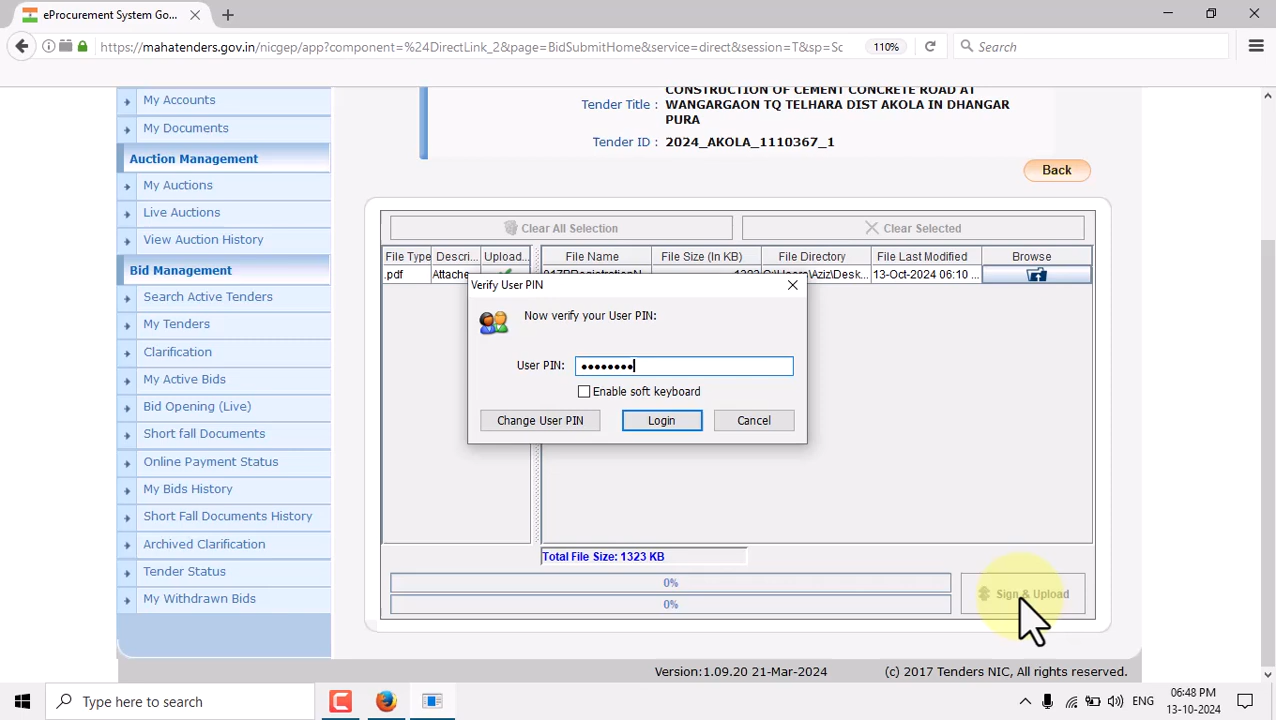 eProcurement System Go...
https://mahatenders.gov.in/nicgep/app?component=%24DirectLink_2&page=BidSubmitHome&service=direct&session=T&sp=Sc
110%
Search
My Accounts
My Documents
Auction Management
My Auctions
Live Auctions
View Auction History
Bid Management
Search Active Tenders
My Tenders
Clarification
My Active Bids
Bid Opening (Live)
Short fall Documents
Online Payment Status
My Bids History
Short Fall Documents History
Archived Clarification
Tender Status
My Withdrawn Bids
Tender Title :
CONSTRUCTION OF CEMENT CONCRETE ROAD AT
WANGARGAON TQ TELHARA DIST AKOLA IN DHANGAR
PURA
Tender ID : 2024_AKOLA_1110367_1
Back
Clear All Selection
Clear Selected
File Type Descri... Upload... File Name File Size (In KB) File Directory File Last Modified Browse
.pdf Attache 13-Oct-2024 06:10 ...
Verify User PIN
Now verify your User PIN:
User PIN: ••••••••
Enable soft keyboard
Change User PIN Login Cancel
Total File Size: 1323 KB
0%
0%
Sign & Upload
Version:1.09.20 21-Mar-2024 (c) 2017 Tenders NIC, All rights reserved.
Type here to search
ENG
06:48 PM
13-10-2024